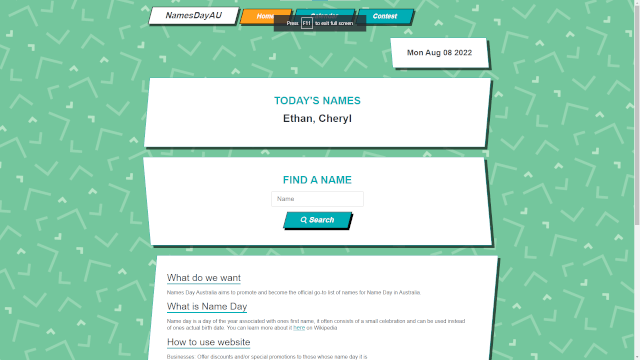 NamesDayAU
Home
Calendar
Contest
Press F11 to exit full screen
Mon Aug 08 2022
TODAY'S NAMES
Ethan, Cheryl
FIND A NAME
Name
Search
What do we want
Names Day Australia aims to promote and become the official go-to list of names for Name Day in Australia.
What is Name Day
Name day is a day of the year associated with ones first name, it often consists of a small celebration and can be used instead
of ones actual birth date. You can learn more about it here on Wikipedia
How to use website
Businesses. Offer discounts and/or special promotions to those whose name day it is.